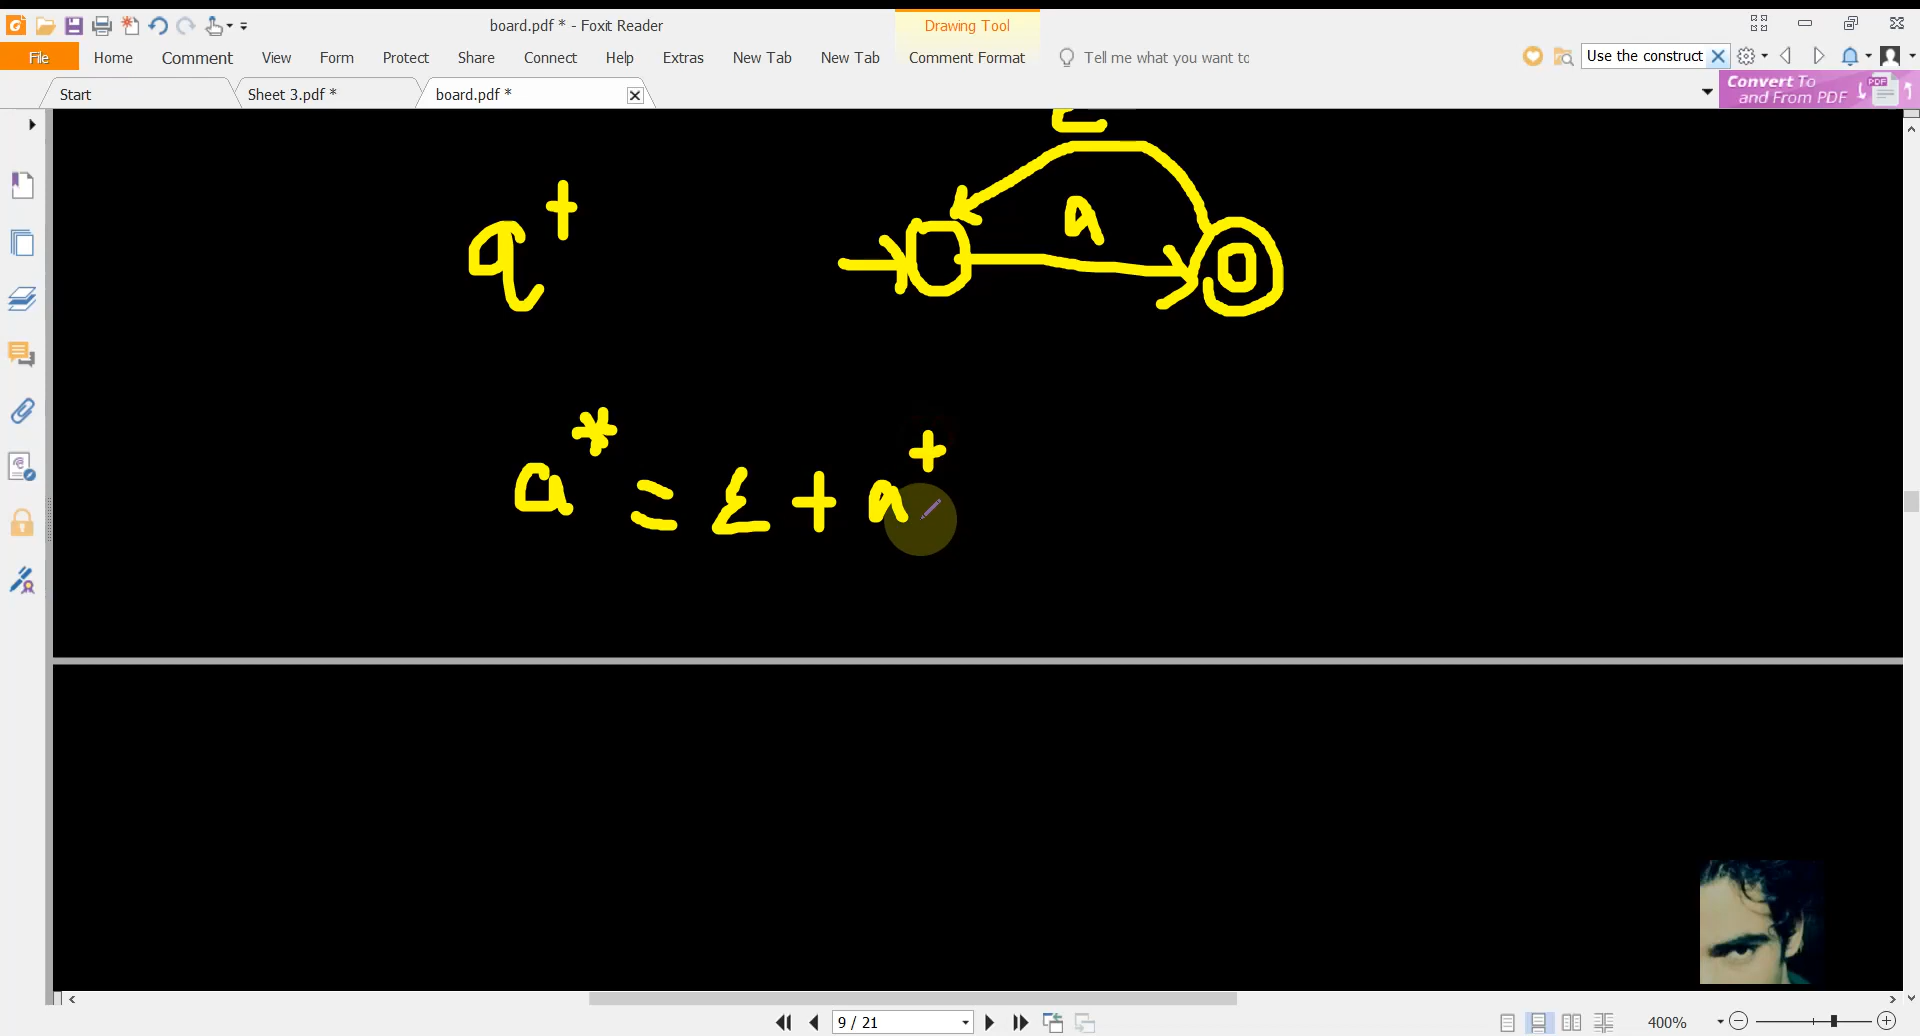 board.pdf * - Foxit Reader
Drawing Tool
File Home Comment View Form Protect Share Connect Help Extras New Tab New Tab Comment Format Tell me what you want to
Use the construct
Start Sheet 3.pdf * board.pdf *
Convert To and From PDF
PDF
ε
a
a+
a* = ε + a+
9 / 21
400%